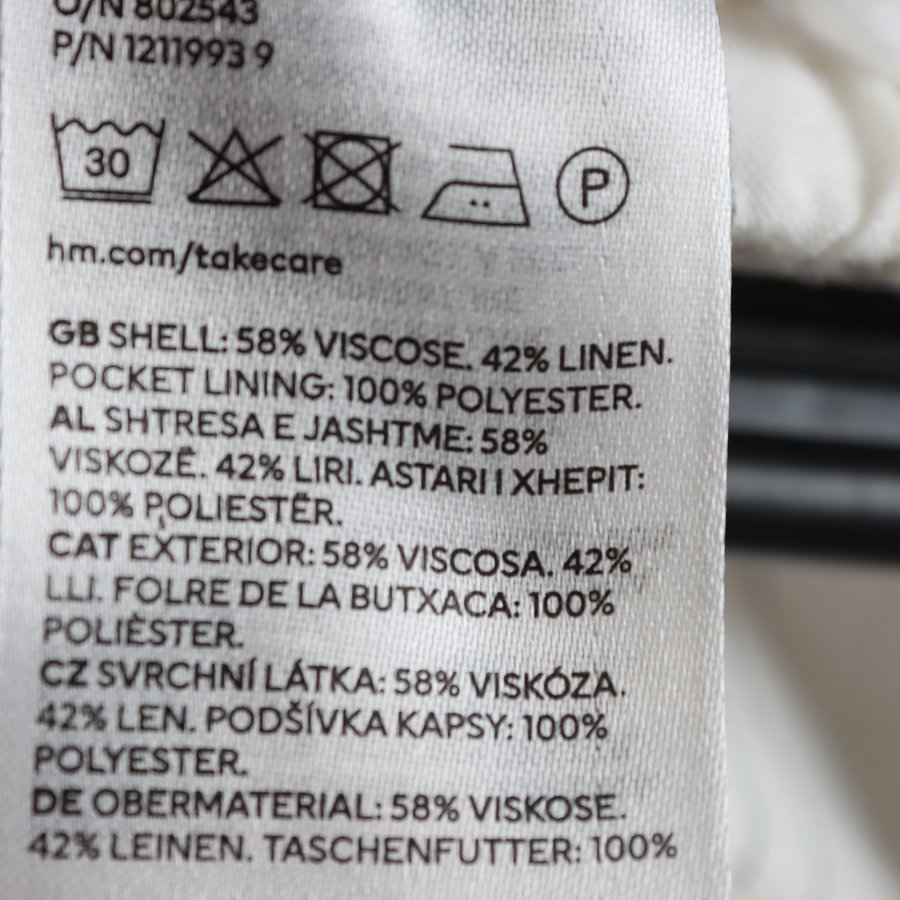 O/N 802543
P/N 1211993 9
30
P
hm.com/takecare
GB SHELL: 58% VISCOSE. 42% LINEN.
POCKET LINING: 100% POLYESTER.
AL SHTRESA E JASHTME: 58%
VISKOZË. 42% LIRI. ASTARI I XHEPIT:
100% POLIESTËR.
CAT EXTERIOR: 58% VISCOSA. 42%
LLI. FOLRE DE LA BUTXACA: 100%
POLIÈSTER.
CZ SVRCHNÍ LÁTKA: 58% VISKÓZA.
42% LEN. PODŠÍVKA KAPSY: 100%
POLYESTER.
DE OBERMATERIAL: 58% VISKOSE.
42% LEINEN. TASCHENFUTTER: 100%